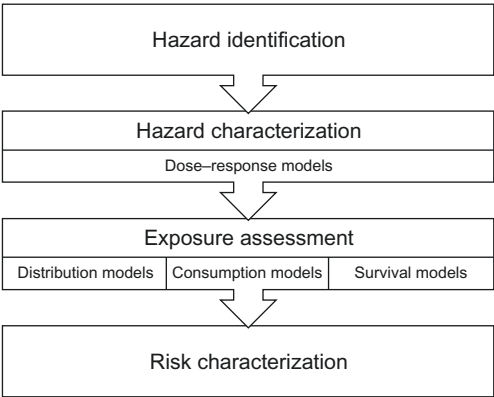 Hazard identification
Hazard characterization
Dose–response models
Exposure assessment
Distribution models
Consumption models
Survival models
Risk characterization